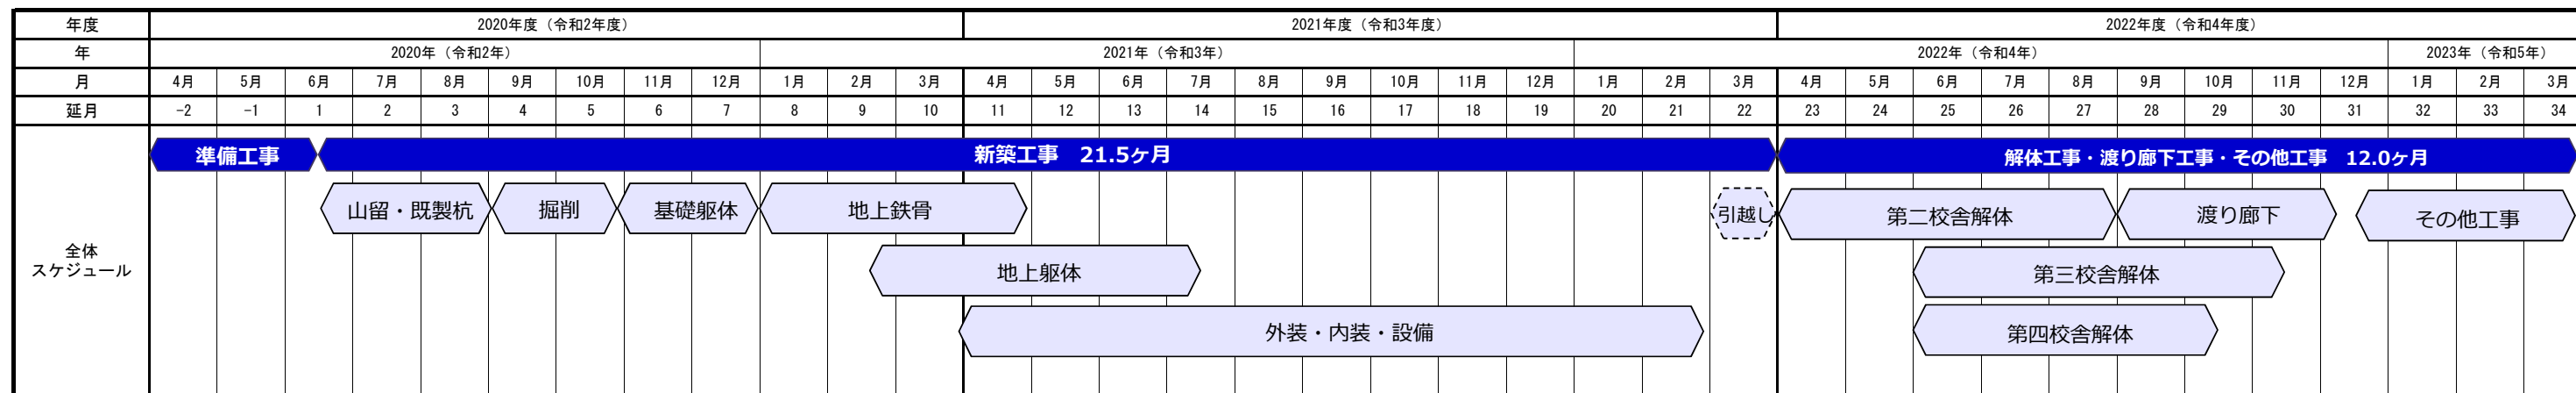 年度 2020年度（令和2年度） 2021年度（令和3年度） 2022年度（令和4年度）
年 2020年（令和2年） 2021年（令和3年） 2022年（令和4年） 2023年（令和5年）
月 4月 5月 6月 7月 8月 9月 10月 11月 12月 1月 2月 3月 4月 5月 6月 7月 8月 9月 10月 11月 12月 1月 2月 3月 4月 5月 6月 7月 8月 9月 10月 11月 12月 1月 2月 3月
延月 -2 -1 1 2 3 4 5 6 7 8 9 10 11 12 13 14 15 16 17 18 19 20 21 22 23 24 25 26 27 28 29 30 31 32 33 34
全体
スケジュール
準備工事 新築工事　21.5ヶ月 解体工事・渡り廊下工事・その他工事　12.0ヶ月
山留・既製杭 掘削 基礎躯体 地上鉄骨 引越し 第二校舎解体 渡り廊下 その他工事
地上躯体 第三校舎解体
外装・内装・設備 第四校舎解体